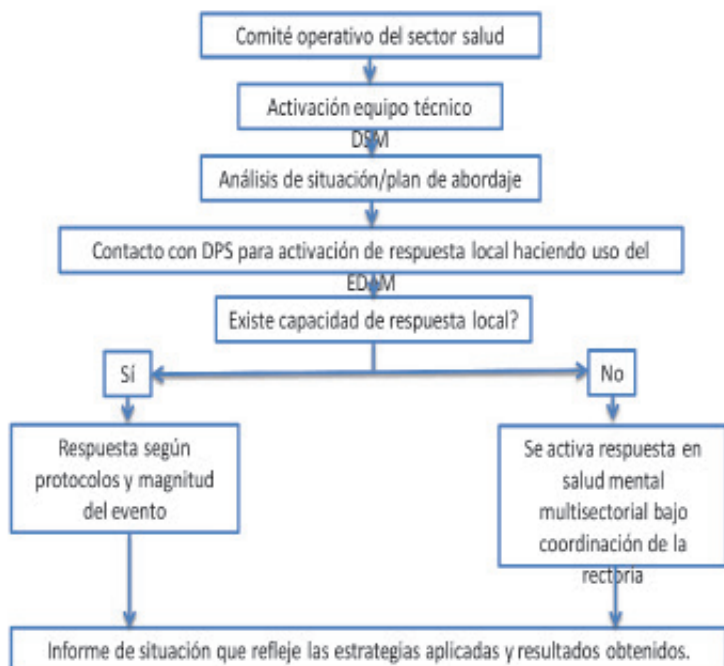 Comité operativo del sector salud
Activación equipo técnico
DSM
Análisis de situación/plan de abordaje
Contacto con DPS para activación de respuesta local haciendo uso del
EDAM
Existe capacidad de respuesta local?
Sí
No
Respuesta según
protocolos y magnitud
del evento
Se activa respuesta en
salud mental
multisectorial bajo
coordinación de la
rectoria
Informe de situación que refleje las estrategias aplicadas y resultados obtenidos.